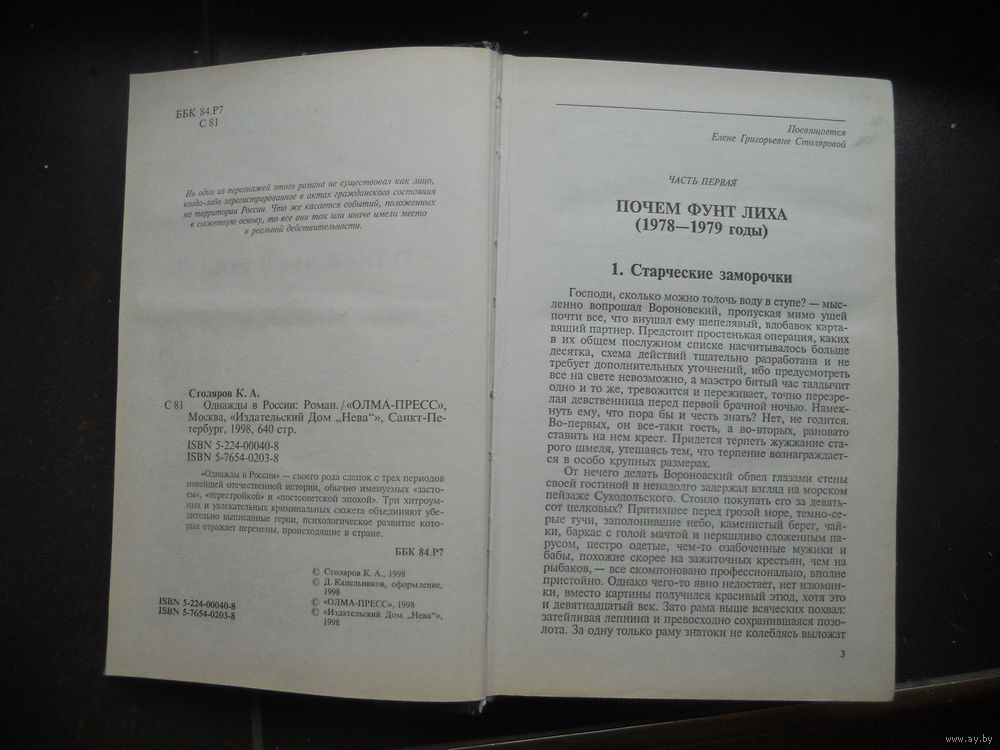 ББК 84.Р7
С 81
Ни один из персонажей этого романа не существовал как лицо,
когда-либо зарегистрированное в актах гражданского состояния
на территории России. Что же касается событий, положенных
в сюжетную основу, то все они так или иначе имели место
в реальной действительности.
Столяров К. А.
С 81 Однажды в России: Роман. / «ОЛМА-ПРЕСС»,
Москва, «Издательский Дом „Нева“», Санкт-Пе-
тербург, 1998, 640 стр.
ISBN 5-224-00040-8
ISBN 5-7654-0203-8
«Однажды в России» — своего рода слепок с трех периодов
новейшей отечественной истории, обычно именуемых «засто-
ем», «перестройкой» и «постсоветской эпохой». Три хитроум-
ных и увлекательных криминальных сюжета объединяют убе-
дительно выписанные герои, психологическое развитие кото-
рых отражает перемены, происходящие в стране.
ББК 84.Р7
© Столяров К. А., 1998
© Д. Капельников, оформление,
1998
© «ОЛМА-ПРЕСС», 1998
© «Издательский Дом „Нева“»,
1998
ISBN 5-224-00040-8
ISBN 5-7654-0203-8
Посвящается
Елене Григорьевне Столяровой
ЧАСТЬ ПЕРВАЯ
ПОЧЕМ ФУНТ ЛИХА
(1978—1979 годы)
1. Старческие заморочки
Господи, сколько можно толочь воду в ступе? — мыс-
ленно вопрошал Вороновский, пропуская мимо ушей
почти все, что внушал ему шепелявый, вдобавок карта-
вящий партнер. Предстоит простенькая операция, каких
в их общем послужном списке насчитывалось больше
десятка, схема действий тщательно разработана и не
требует дополнительных уточнений, ибо предусмотреть
все на свете невозможно, а маэстро битый час талдычит
одно и то же, тревожится и переживает, точно перезре-
лая девственница перед первой брачной ночью. Намек-
нуть ему, что пора бы и честь знать? Нет, не годится.
Во-первых, он все-таки гость, а во-вторых, рановато
ставить на нем крест. Придется терпеть жужжание ста-
рого шмеля, утешаясь тем, что терпение вознаграждает-
ся в особо крупных размерах.
От нечего делать Вороновский обвел глазами стены
своей гостиной и ненадолго задержал взгляд на морском
пейзаже Суходольского. Стоило покупать его за девять-
сот целковых? Притихшее перед грозой море, темно-се-
рые тучи, заполонившие небо, каменистый берег, чай-
ки, баркас с голой мачтой и неряшливо сложенным па-
русом, пестро одетые, чем-то озабоченные мужики и
бабы, похожие скорее на зажиточных крестьян, чем на
рыбаков, — все скомпоновано профессионально, вполне
пристойно. Однако чего-то явно недостает, нет изюмин-
ки, вместо картины получился красивый этюд, хотя это
и девятнадцатый век. Зато рама выше всяческих похвал:
затейливая лепнина и превосходно сохранившаяся позо-
лота. За одну только раму знатоки не колеблясь выложат
3
www.ay.by